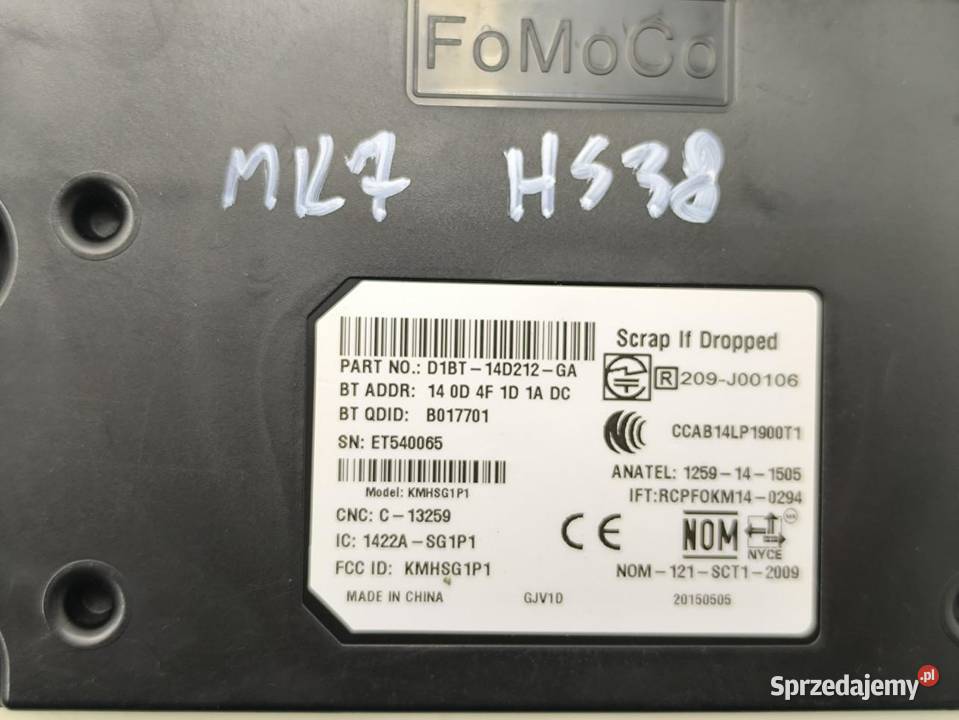 FoMoCo
MK7 HS38
PART NO.: D1BT-14D212-GA
BT ADDR: 14 0D 4F 1D 1A DC
BT QDID: B017701
SN: ET540065
Model: KMHSG1P1
CNC: C-13259
IC: 1422A-SG1P1
FCC ID: KMHSG1P1
MADE IN CHINA GJV1D 20150505
Scrap If Dropped
R 209-J00106
CCAB14LP1900T1
ANATEL: 1259-14-1505
IFT:RCPFOKM14-0294
CE NOM NYCE
NOM-121-SCT1-2009
Sprzedajemy.pl